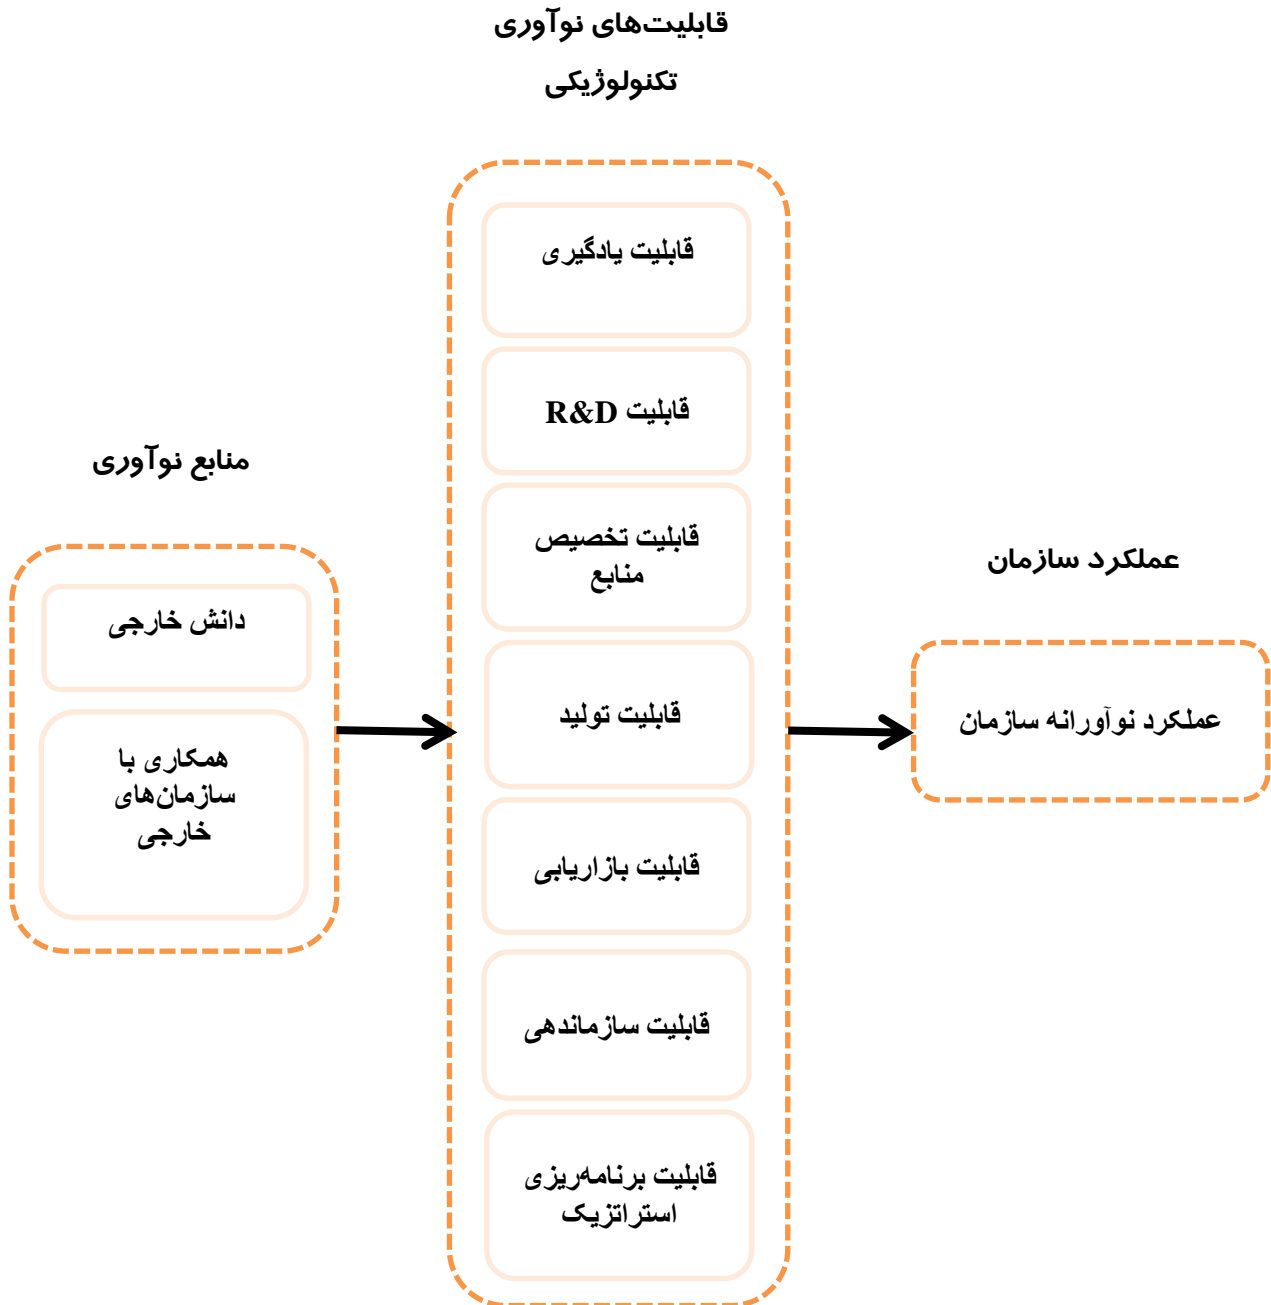 قابلیت‌های نوآوری
تکنولوژیکی
قابلیت یادگیری
قابلیت R&D
قابلیت تخصیص
منابع
قابلیت تولید
قابلیت بازاریابی
قابلیت سازماندهی
قابلیت برنامه‌ریزی
استراتزیک
منابع نوآوری
دانش خارجی
همکاری با
سازمان‌های
خارجی
عملکرد سازمان
عملکرد نوآورانه سازمان